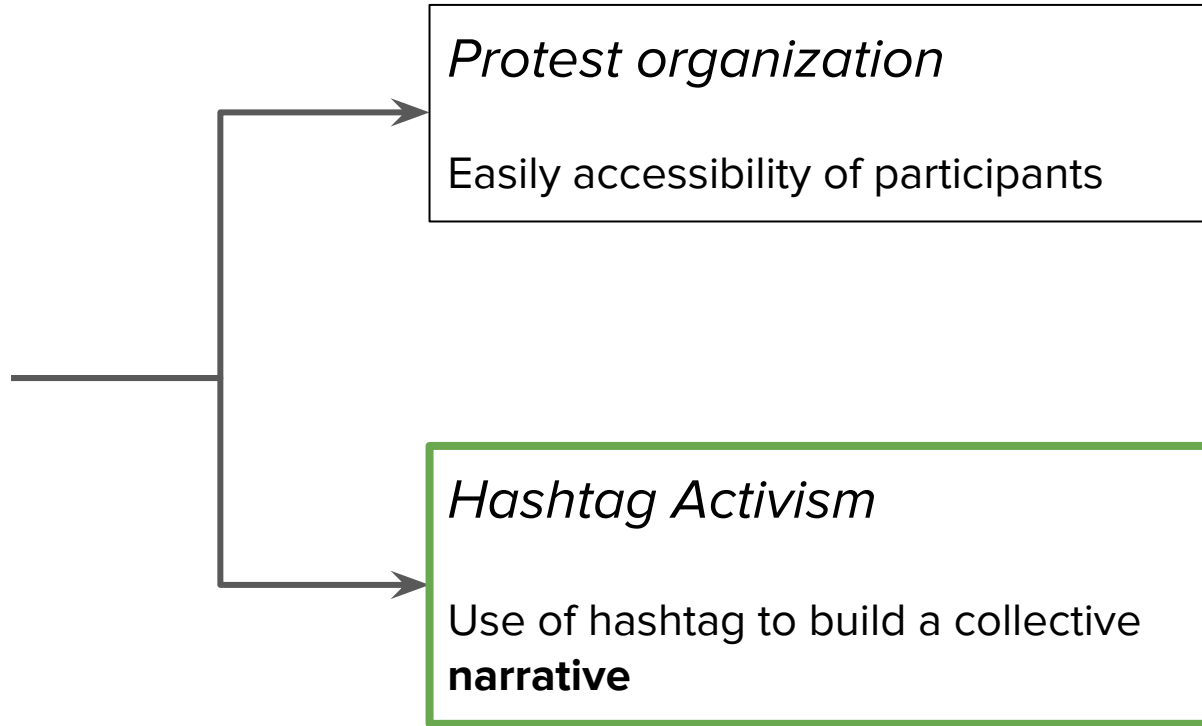 Protest organization
Easily accessibility of participants
Hashtag Activism
Use of hashtag to build a collective
narrative